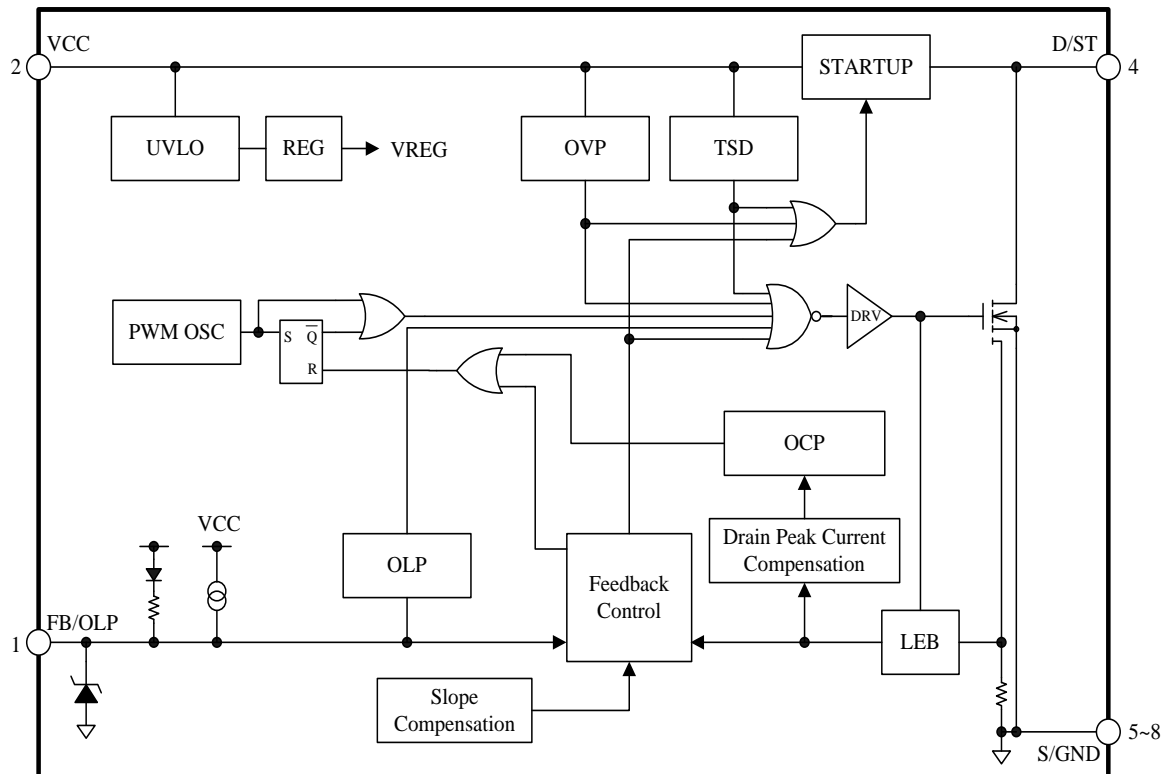 VCC
D/ST
2
4
STARTUP
UVLO
REG
VREG
OVP
TSD
PWM OSC
S
Q̅
R
DRV
OCP
VCC
OLP
Drain Peak Current
Compensation
Feedback
Control
FB/OLP
1
LEB
Slope
Compensation
5~8
S/GND